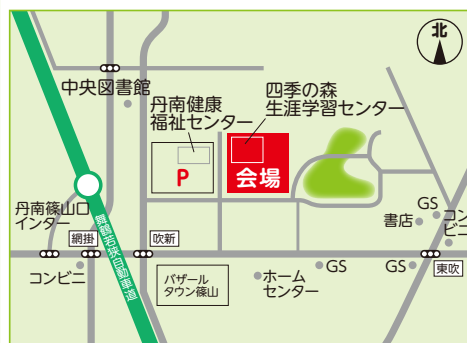 北
中央図書館
丹南健康
福祉センター
四季の森
生涯学習センター
P
会場
丹南篠山口
インター
舞鶴若狭自動車道
網掛
吹新
コンビニ
バザール
タウン篠山
ホーム
センター
GS
GS
書店
GS
コン
ビニ
東吹